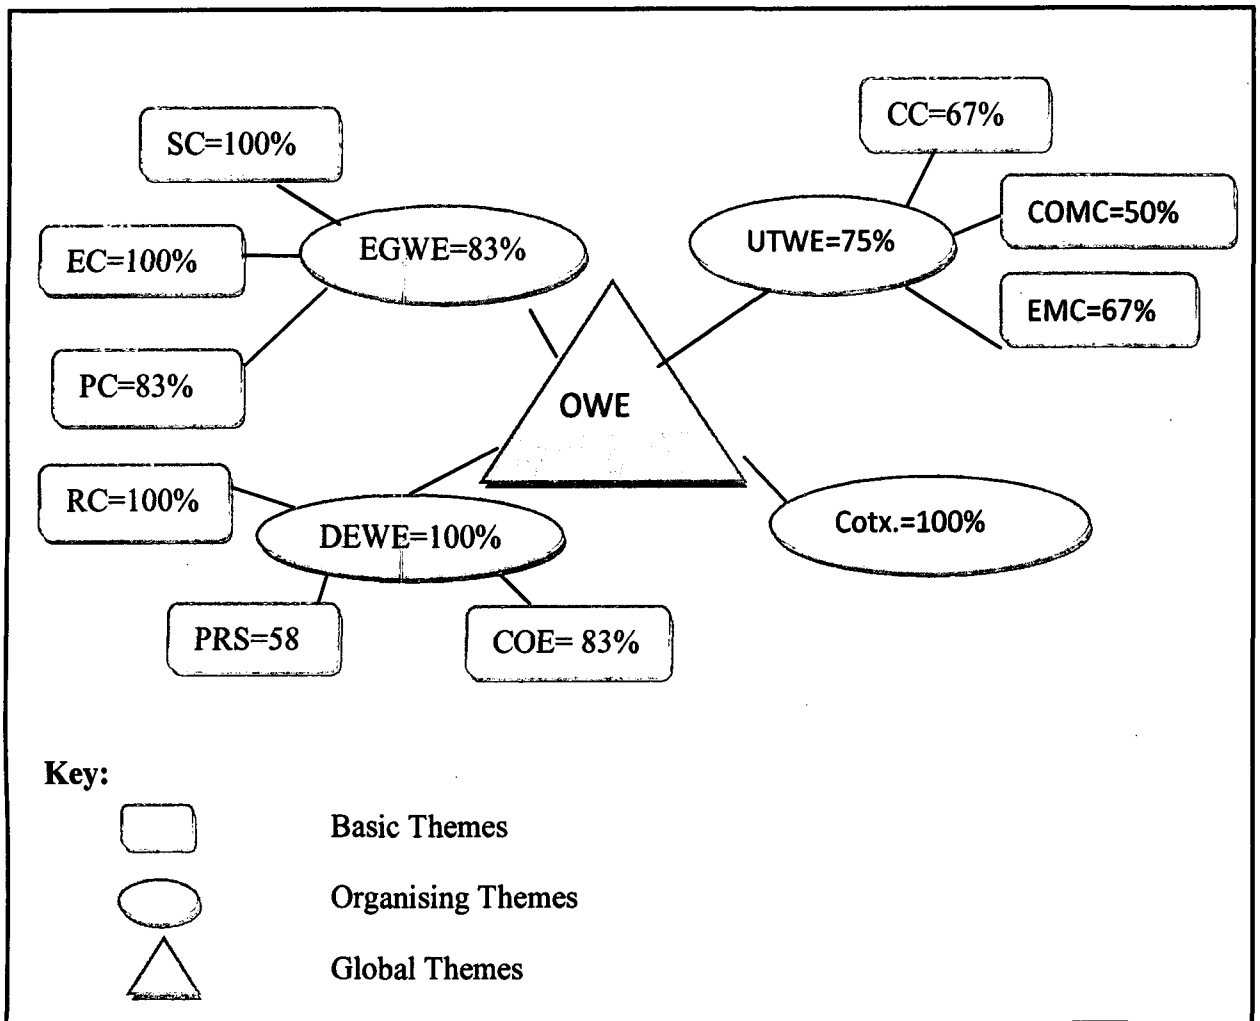 SC=100%
EC=100%
PC=83%
EGWE=83%
CC=67%
COMC=50%
EMC=67%
UTWE=75%
OWE
RC=100%
DEWE=100%
PRS=58
COE= 83%
Cotx.=100%
Key:
Basic Themes
Organising Themes
Global Themes